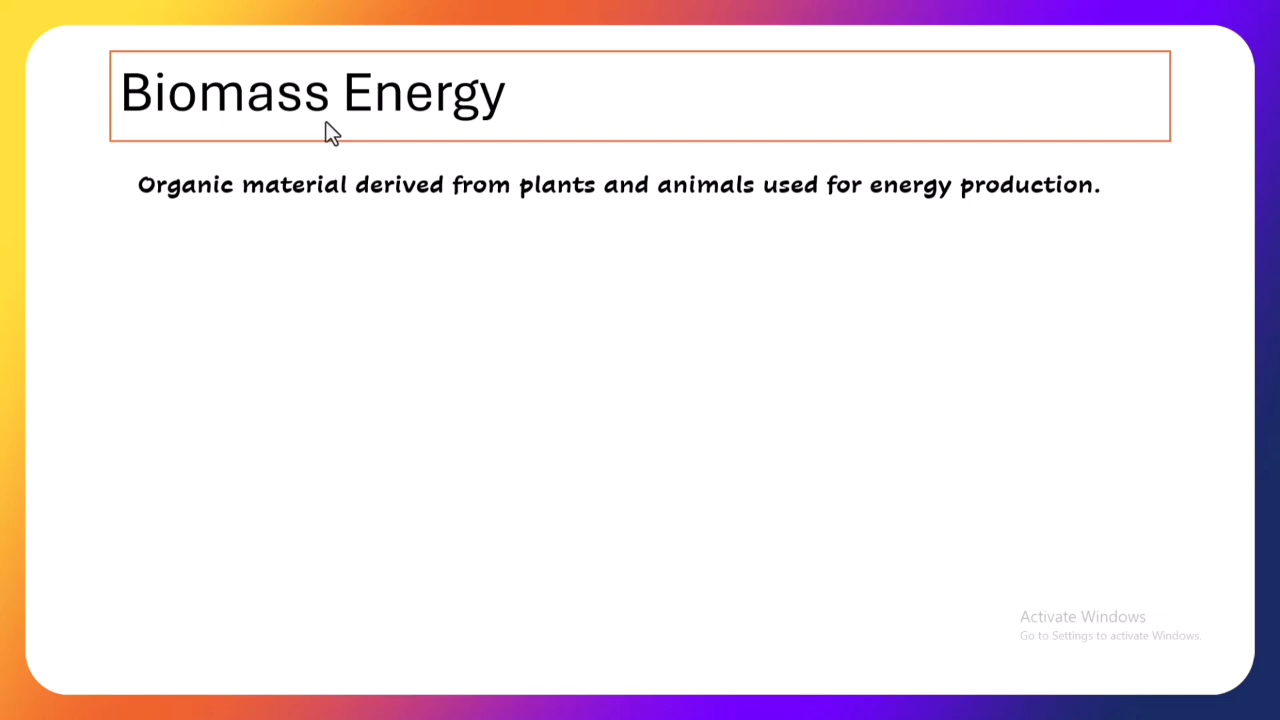 Biomass Energy
Organic material derived from plants and animals used for energy production.
Activate Windows
Go to Settings to activate Windows.